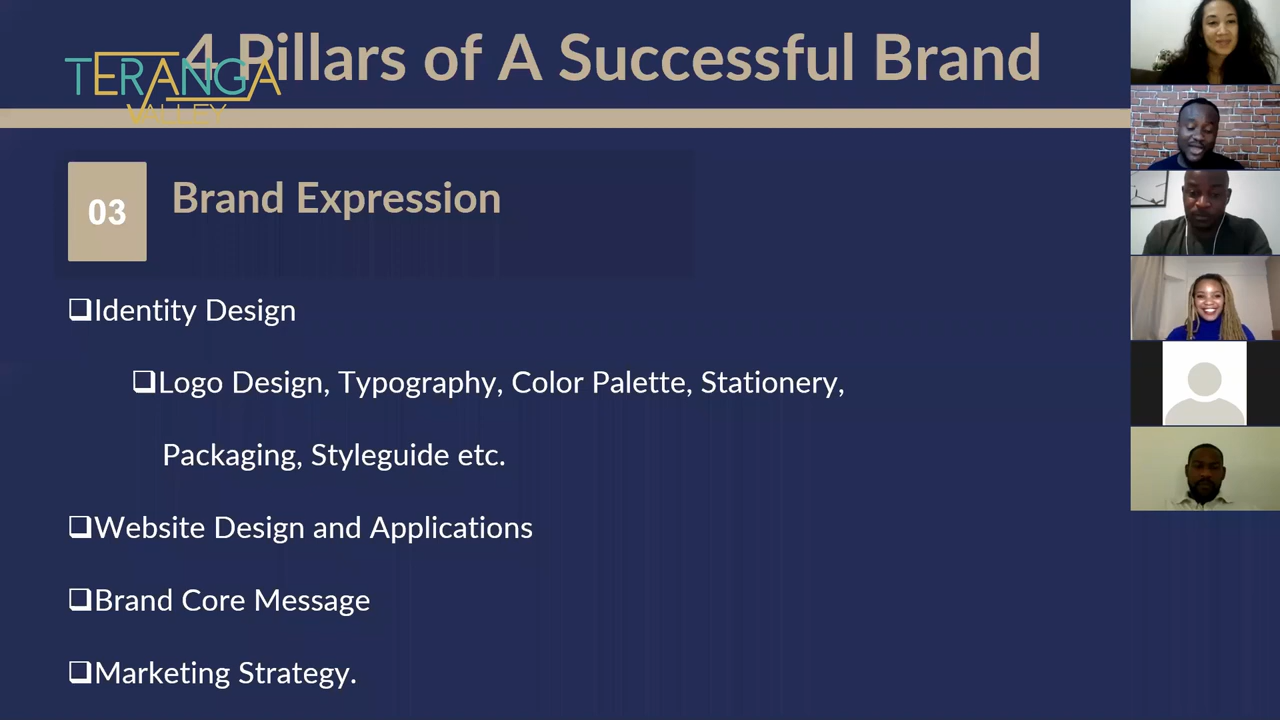 4 Pillars of A Successful Brand
TERANGA
VALLEY
03
Brand Expression
❑Identity Design
❑Logo Design, Typography, Color Palette, Stationery,
Packaging, Styleguide etc.
❑Website Design and Applications
❑Brand Core Message
❑Marketing Strategy.